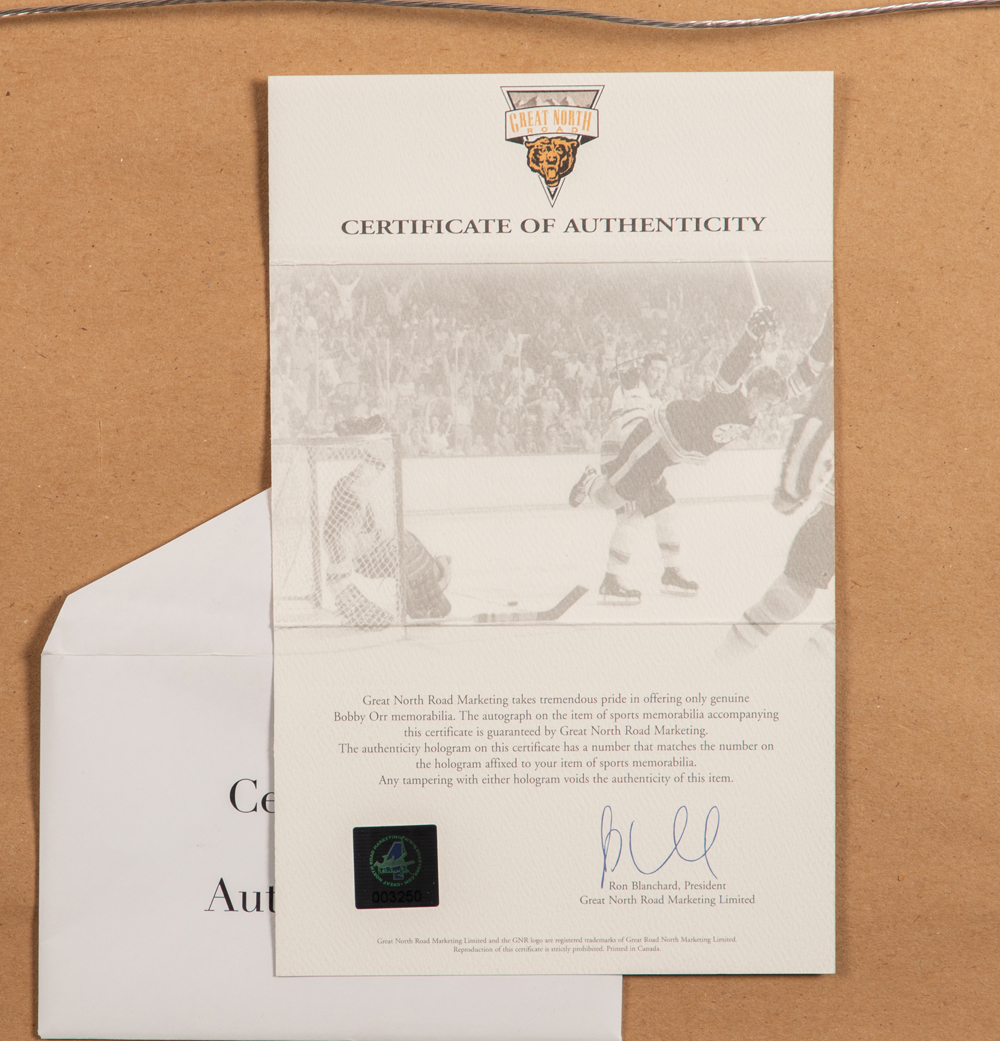 GREAT NORTH
ROAD
CERTIFICATE OF AUTHENTICITY
Great North Road Marketing takes tremendous pride in offering only genuine
Bobby Orr memorabilia. The autograph on the item of sports memorabilia accompanying
this certificate is guaranteed by Great North Road Marketing.
The authenticity hologram on this certificate has a number that matches the number on
the hologram affixed to your item of sports memorabilia.
Any tampering with either hologram voids the authenticity of this item.
003250
Ron Blanchard, President
Great North Road Marketing Limited
Great North Road Marketing Limited and the GNR logo are registered trademarks of Great Road North Marketing Limited.
Reproduction of this certificate is strictly prohibited. Printed in Canada.
Ce
Aut